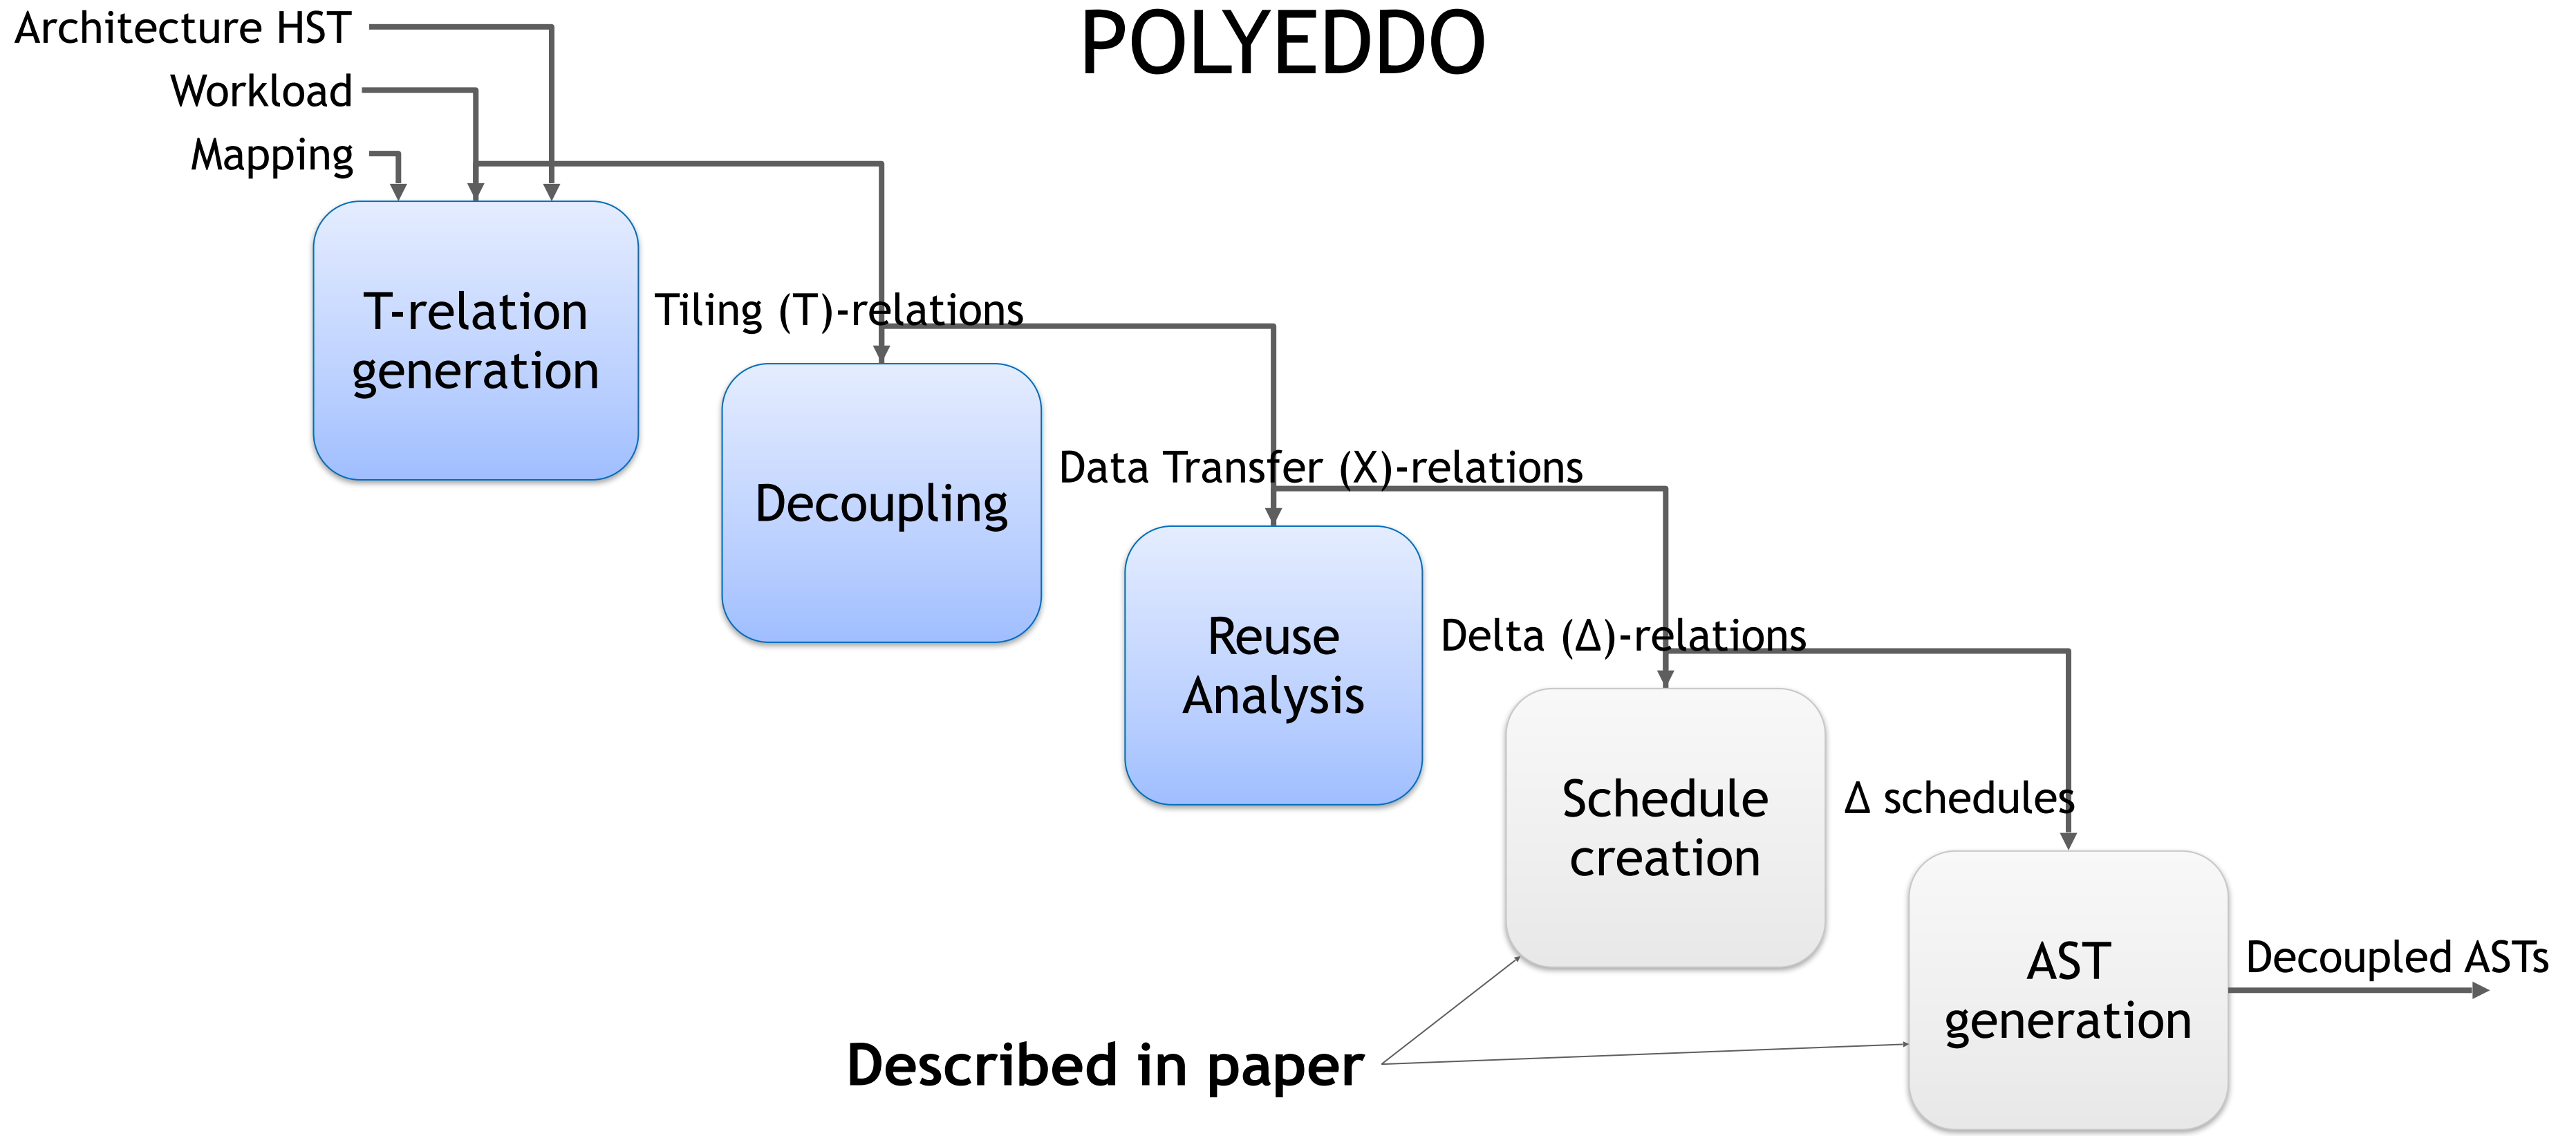 POLYEDDO
Architecture HST
Workload
Mapping
T-relation
generation
Tiling (T)-relations
Decoupling
Data Transfer (X)-relations
Reuse
Analysis
Delta (Δ)-relations
Schedule
creation
Δ schedules
AST
generation
Decoupled ASTs
Described in paper